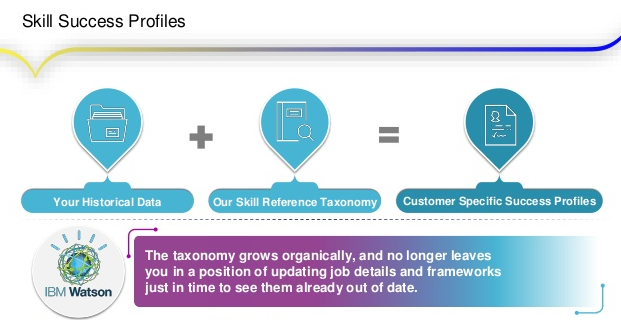 Skill Success Profiles
Your Historical Data
Our Skill Reference Taxonomy
Customer Specific Success Profiles
IBM Watson
The taxonomy grows organically, and no longer leaves
you in a position of updating job details and frameworks
just in time to see them already out of date.